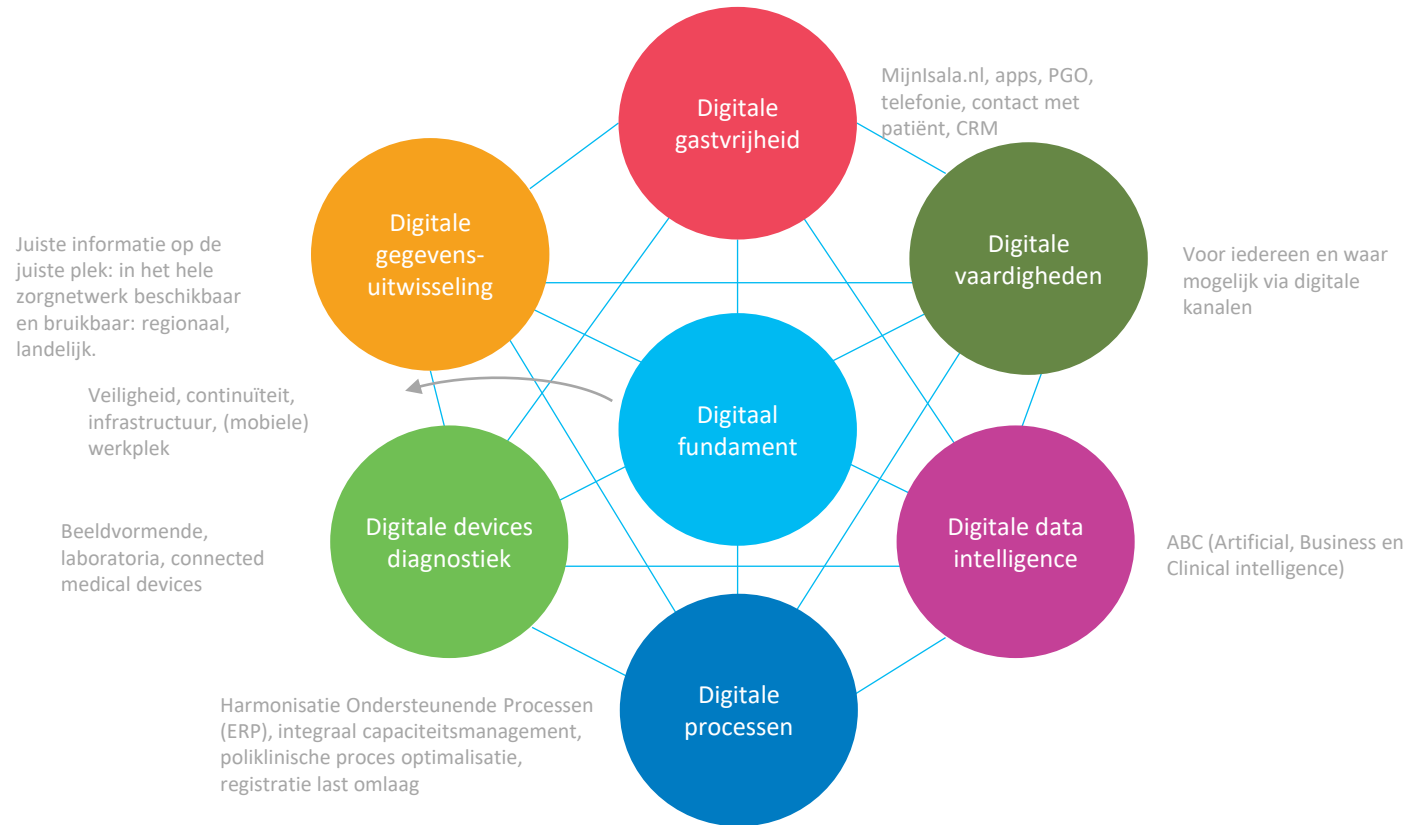 Digitale
gastvrijheid
MijnIsala.nl, apps, PGO,
telefonie, contact met
patiënt, CRM
Digitale
gegevens-
uitwisseling
Juiste informatie op de
juiste plek: in het hele
zorgnetwerk beschikbaar
en bruikbaar: regionaal,
landelijk.
Digitale
vaardigheden
Voor iedereen en waar
mogelijk via digitale
kanalen
Veiligheid, continuïteit,
infrastructuur, (mobiele)
werkplek
Digitaal
fundament
Beeldvormende,
laboratoria, connected
medical devices
Digitale devices
diagnostiek
Digitale data
intelligence
ABC (Artificial, Business en
Clinical intelligence)
Harmonisatie Ondersteunende Processen
(ERP), integraal capaciteitsmanagement,
poliklinische proces optimalisatie,
registratie last omlaag
Digitale
processen